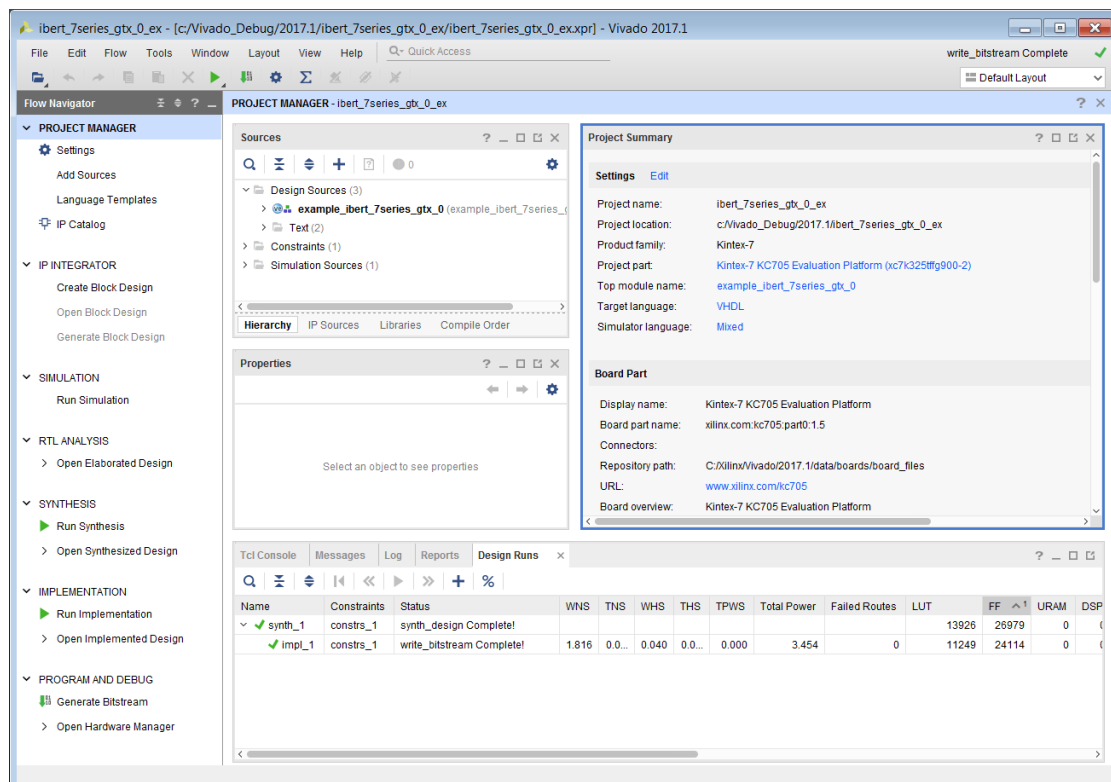 ibert_7series_gtx_0_ex - [c:/Vivado_Debug/2017.1/ibert_7series_gtx_0_ex/ibert_7series_gtx_0_ex.xpr] - Vivado 2017.1
File Edit Flow Tools Window Layout View Help Quick Access write_bitstream Complete
Default Layout
Flow Navigator
PROJECT MANAGER
Settings
Add Sources
Language Templates
IP Catalog
IP INTEGRATOR
Create Block Design
Open Block Design
Generate Block Design
SIMULATION
Run Simulation
RTL ANALYSIS
Open Elaborated Design
SYNTHESIS
Run Synthesis
Open Synthesized Design
IMPLEMENTATION
Run Implementation
Open Implemented Design
PROGRAM AND DEBUG
Generate Bitstream
Open Hardware Manager
PROJECT MANAGER - ibert_7series_gtx_0_ex
Sources
0
Design Sources (3)
example_ibert_7series_gtx_0 (example_ibert_7series_
Text (2)
Constraints (1)
Simulation Sources (1)
Hierarchy IP Sources Libraries Compile Order
Properties
Select an object to see properties
Project Summary
Settings Edit
Project name: ibert_7series_gtx_0_ex
Project location: c:/Vivado_Debug/2017.1/ibert_7series_gtx_0_ex
Product family: Kintex-7
Project part: Kintex-7 KC705 Evaluation Platform (xc7k325tffg900-2)
Top module name: example_ibert_7series_gtx_0
Target language: VHDL
Simulator language: Mixed
Board Part
Display name: Kintex-7 KC705 Evaluation Platform
Board part name: xilinx.com:kc705:part0:1.5
Connectors:
Repository path: C:/Xilinx/Vivado/2017.1/data/boards/board_files
URL: www.xilinx.com/kc705
Board overview: Kintex-7 KC705 Evaluation Platform
Tcl Console Messages Log Reports Design Runs
Name Constraints Status WNS TNS WHS THS TPWS Total Power Failed Routes LUT FF 1 URAM DSP
synth_1 constrs_1 synth_design Complete! 13926 26979 0
impl_1 constrs_1 write_bitstream Complete! 1.816 0.0... 0.040 0.0... 0.000 3.454 0 11249 24114 0